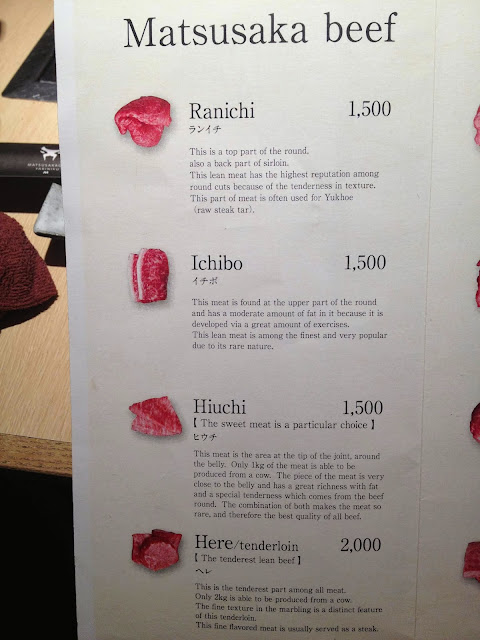 Matsusaka beef
Ranichi 1,500
ランイチ
This is a top part of the round,
also a back part of sirloin.
This lean meat has the highest reputation among
round cuts because of the tenderness in texture.
This part of meat is often used for Yukhoe
(raw steak tar).
Ichibo 1,500
イチボ
This meat is found at the upper part of the round
and has a moderate amount of fat in it because it is
developed via a great amount of exercises.
This lean meat is among the finest and very popular
due to its rare nature.
Hiuchi 1,500
【 The sweet meat is a particular choice 】
ヒウチ
This meat is the area at the tip of the joint, around
the belly. Only 1kg of the meat is able to be
produced from a cow. The piece of the meat is very
close to the belly and has a great richness with fat
and a special tenderness which comes from the beef
round. The combination of both makes the meat so
rare, and therefore the best quality of all beef.
Here/tenderloin 2,000
【 The tenderest lean beef 】
ヘレ
This is the tenderest part among all meat.
Only 2kg is able to be produced from a cow.
The fine texture in the marbling is a distinct feature
of this tenderloin.
This fine flavored meat is usually served as a steak.